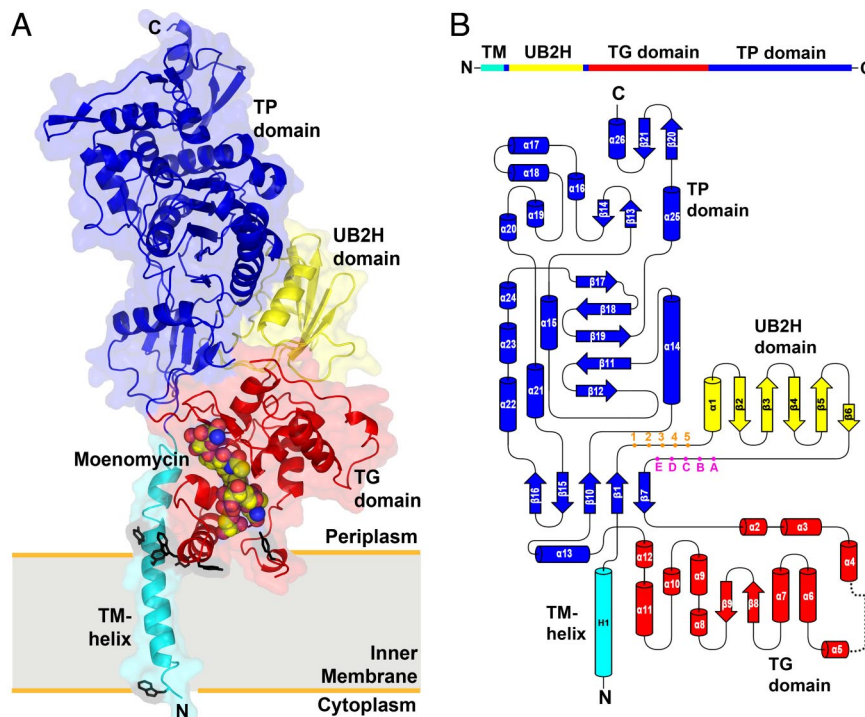 A
C
TP
domain
UB2H
domain
Moenomycin
TG
domain
Periplasm
TM-
helix
Inner
Membrane
N
Cytoplasm
B
TM UB2H TG domain TP domain
N C
C
α26 β21 β20
α17
α18
α16
TP
domain
α19 β14 β13 α25
α20
β17
α24 β18
α15 α14
β19
α23
β11
UB2H
domain
α21 β12
α22
α1 β2 β3 β4 β5 β6
1 2 3 4 5
E D C B A
β16 β15 β10 β1 β7
α2 α3
α13 α12 α4
α10 α9
α7 α6
H1 α11 β9 β8
α8
α5
TM-
helix
TG
domain
N